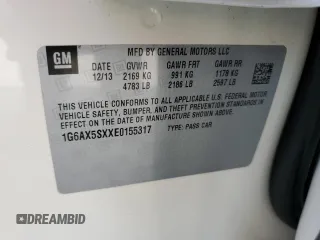 GM
MFD BY GENERAL MOTORS LLC
DATE GVWR GAWR FRT GAWR RR
12/13 2169 KG 991 KG 1178 KG
4783 LB 2186 LB 2597 LB
THIS VEHICLE CONFORMS TO ALL APPLICABLE U.S. FEDERAL MOTOR
VEHICLE SAFETY, BUMPER, AND THEFT PREVENTION STANDARDS
IN EFFECT ON THE DATE OF MANUFACTURE SHOWN ABOVE.
1G6AX5SXXE0155317 TYPE: PASS CAR
AUTOBIDCAR